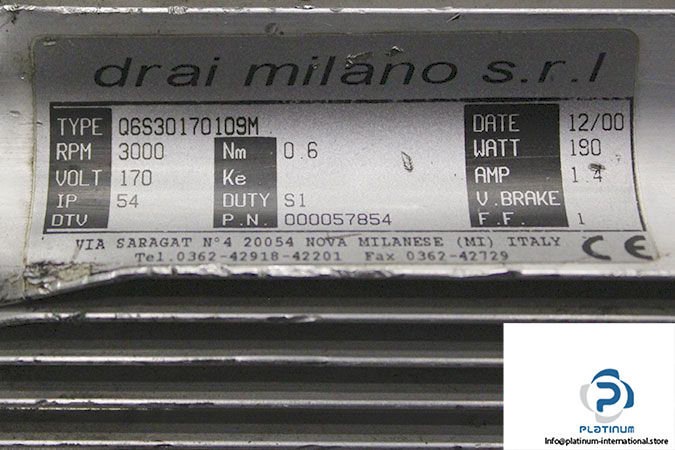 drai milano s.r.l
TYPE Q6S30170109M DATE 12/00
RPM 3000 Nm 0.6 WATT 190
VOLT 170 Ke AMP 1.4
IP 54 DUTY S1 V.BRAKE
DTV P.N. 000057854 F.F. 1
VIA SARAGAT N°4 20054 NOVA MILANESE (MI) ITALY
Tel.0362-42918-42201 Fax 0362-42729
CE
PLATINUM
Info@platinum-international.store